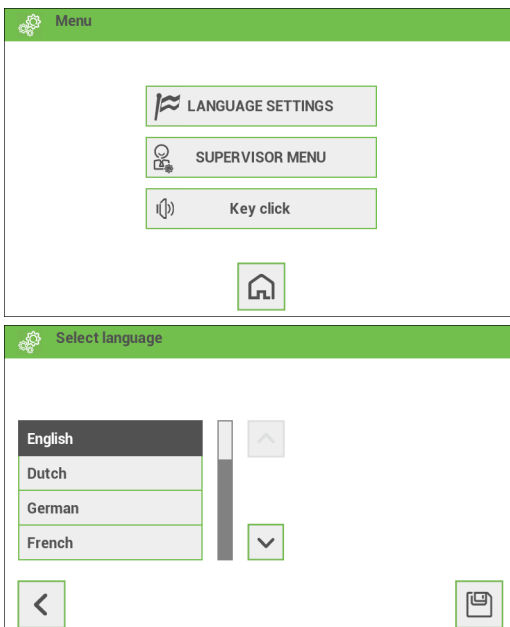 Menu
LANGUAGE SETTINGS
SUPERVISOR MENU
Key click
Select language
English
Dutch
German
French